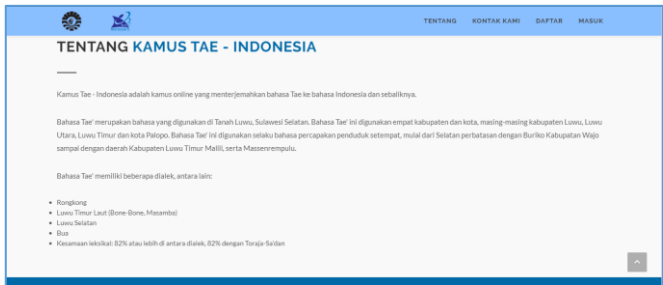 TENTANG KONTAK KAMI DAFTAR MASUK
TENTANG KAMUS TAE - INDONESIA
Kamus Tae - Indonesia adalah kamus online yang menterjemahkan bahasa Tae ke bahasa Indonesia dan sebaliknya.
Bahasa Tae' merupakan bahasa yang digunakan di Tanah Luwu, Sulawesi Selatan. Bahasa Tae' ini digunakan empat kabupaten dan kota, masing-masing kabupaten Luwu, Luwu
Utara, Luwu Timur dan kota Palopo. Bahasa Tae' ini digunakan selaku bahasa percapakan penduduk setempat, mulai dari Selatan perbatasan dengan Buriko Kabupatan Wajo
sampai dengan daerah Kabupaten Luwu Timur Malili, serta Massenrempulu.
Bahasa Tae' memiliki beberapa dialek, antara lain:
Rongkong
Luwu Timur Laut (Bone-Bone, Masamba)
Luwu Selatan
Bua
Kesamaan leksikal: 82% atau lebih di antara dialek, 82% dengan Toraja-Sa'dan